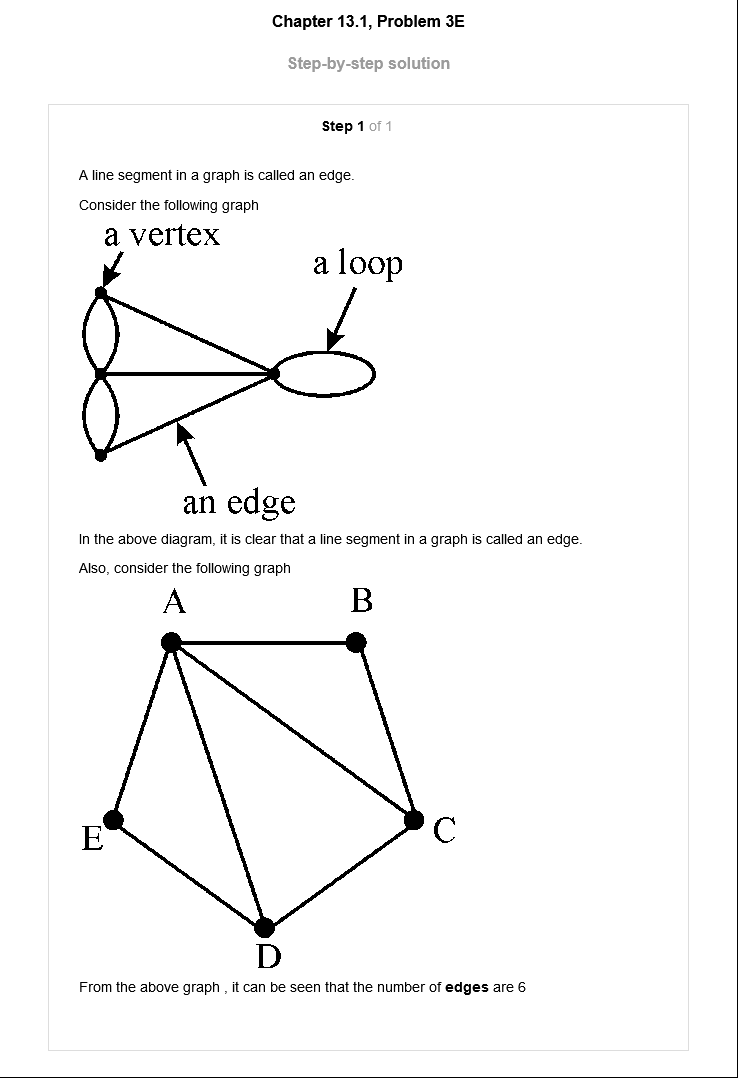 Chapter 13.1, Problem 3E
Step-by-step solution
Step 1 of 1
A line segment in a graph is called an edge.
Consider the following graph
a vertex
a loop
an edge
In the above diagram, it is clear that a line segment in a graph is called an edge.
Also, consider the following graph
A B
E C
D
From the above graph , it can be seen that the number of edges are 6